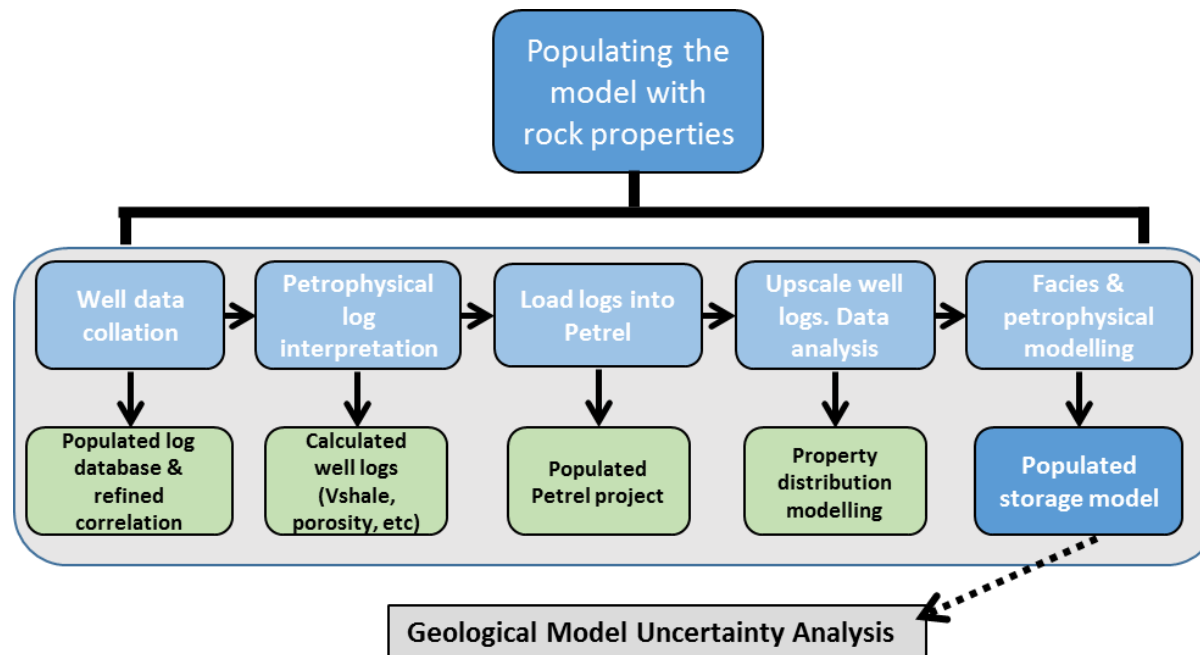 Populating the
model with
rock properties
Well data
collation
Petrophysical
log
interpretation
Load logs into
Petrel
Upscale well
logs. Data
analysis
Facies &
petrophysical
modelling
Populated log
database &
refined
correlation
Calculated
well logs
(Vshale,
porosity, etc)
Populated
Petrel project
Property
distribution
modelling
Populated
storage model
Geological Model Uncertainty Analysis